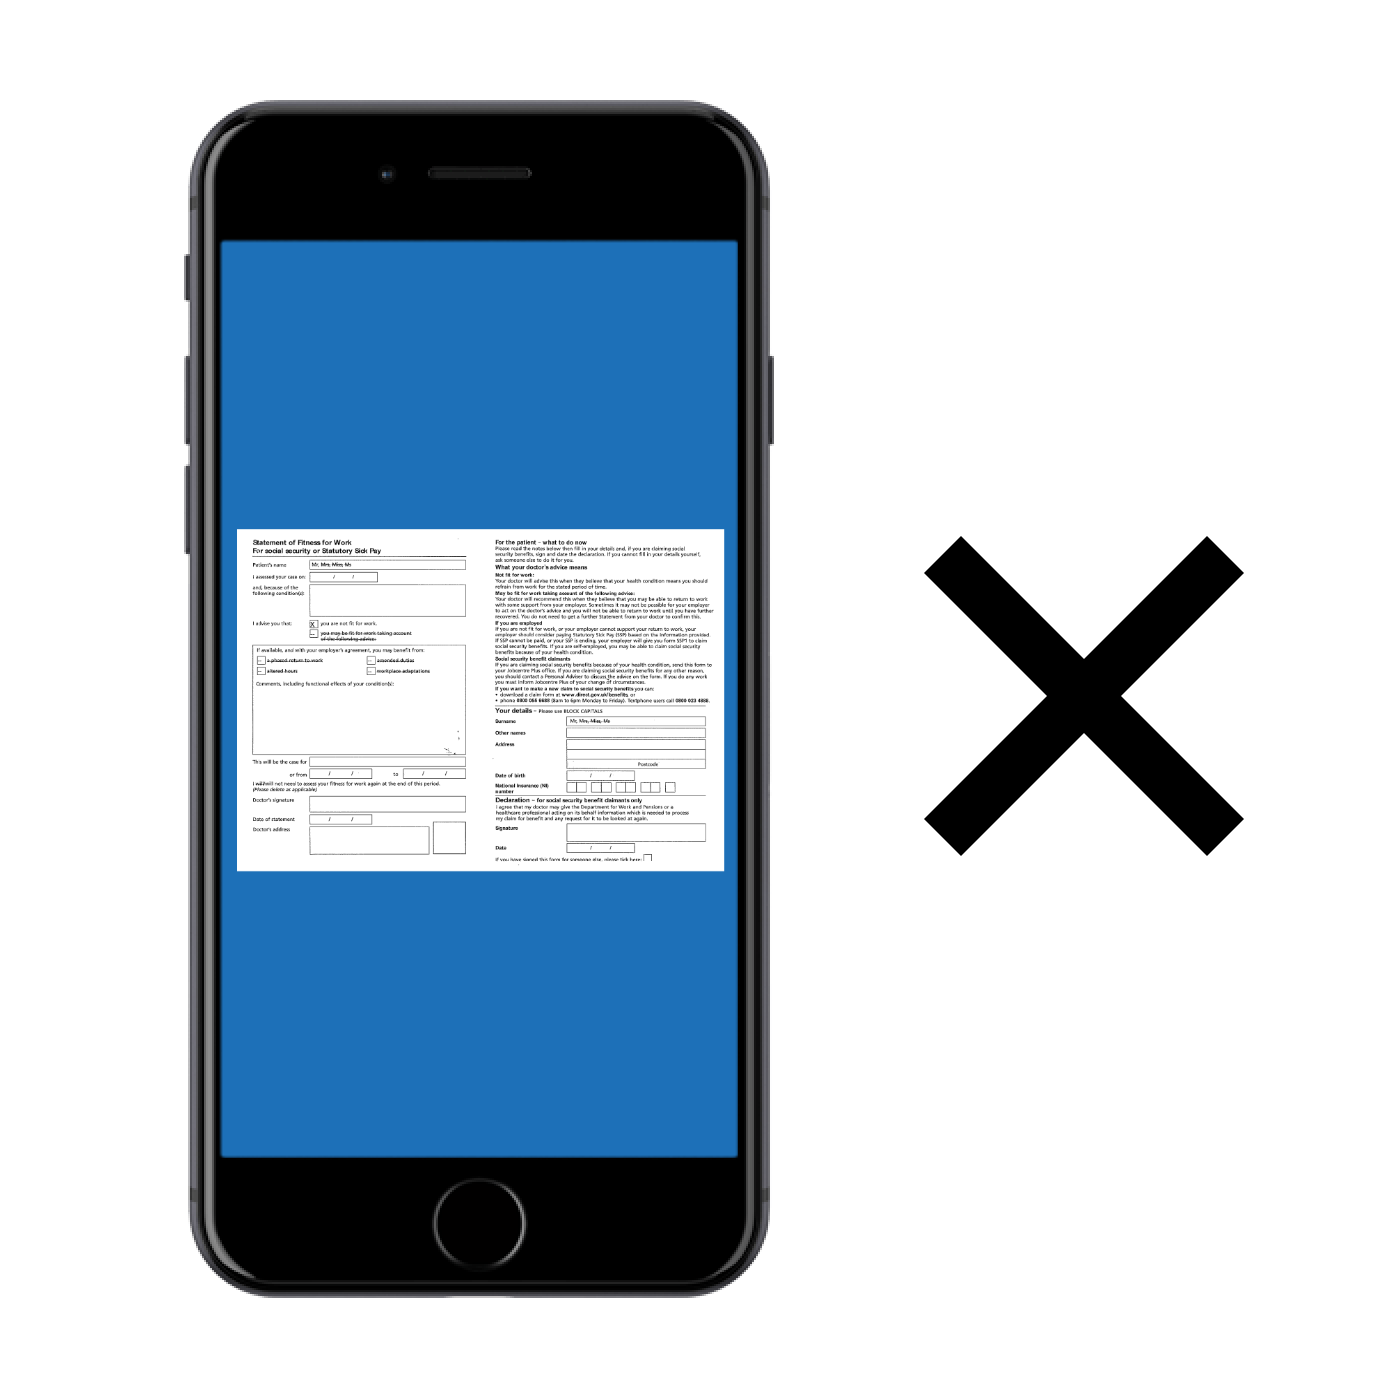 Statement of Fitness for Work
For social security or Statutory Sick Pay
Patient's name
Mr, Mrs, Miss, Ms
I assessed your case on:
/ /
and, because of the
following condition(s):
I advise you that:
X
you are not fit for work.
you may be fit for work taking account
of the following advice:
If available, and with your employer's agreement, you may benefit from:
a phased return to work
amended duties
altered hours
workplace adaptations
Comments, including functional effects of your condition(s):
This will be the case for
or from
/ /
to
/ /
I will/will not need to assess your fitness for work again at the end of this period.
(Please delete as applicable)
Doctor's signature
Date of statement
/ /
Doctor's address
For the patient – what to do now
Please read the notes below then fill in your details and, if you are claiming social
security benefits, sign and date the declaration. If you cannot fill in your details yourself,
ask someone else to do it for you.
What your doctor's advice means
Not fit for work:
Your doctor will advise this when they believe that your health condition means you should
refrain from work for the stated period of time.
May be fit for work taking account of the following advice:
Your doctor will recommend this when they believe that you may be able to return to work
with some support from your employer. Sometimes it may not be possible for your employer
to act on the doctor's advice and you will not be able to return to work until you have further
recovered. You do not need to get a further Statement from your doctor to confirm this.
If you are employed
If you are not fit for work, or your employer cannot support your return to work, your
employer should consider paying Statutory Sick Pay (SSP) based on the information provided.
If SSP cannot be paid, or your SSP is ending, your employer will give you form SSP1 to claim
social security benefits. If you are self-employed, you may be able to claim social security
benefits because of your health condition.
Social security benefit claimants
If you are claiming social security benefits because of your health condition, send this form to
your Jobcentre Plus office. If you are claiming social security benefits for any other reason,
you should contact a Personal Adviser to discuss the advice on the form. If you do any work
you must inform Jobcentre Plus of your change of circumstances.
If you want to make a new claim to social security benefits you can:
• download a claim form at www.direct.gov.uk/benefits, or
• phone 0800 055 6688 (8am to 6pm Monday to Friday). Textphone users call 0800 023 4888.
Your details – Please use BLOCK CAPITALS
Surname
Mr, Mrs, Miss, Ms
Other names
Address
Postcode
Date of birth
/ /
National Insurance (NI)
number
Declaration – for social security benefit claimants only
I agree that my doctor may give the Department for Work and Pensions or a
healthcare professional acting on its behalf information which is needed to process
my claim for benefit and any request for it to be looked at again.
Signature
Date
/ /
If you have signed this form for someone else, please tick here: